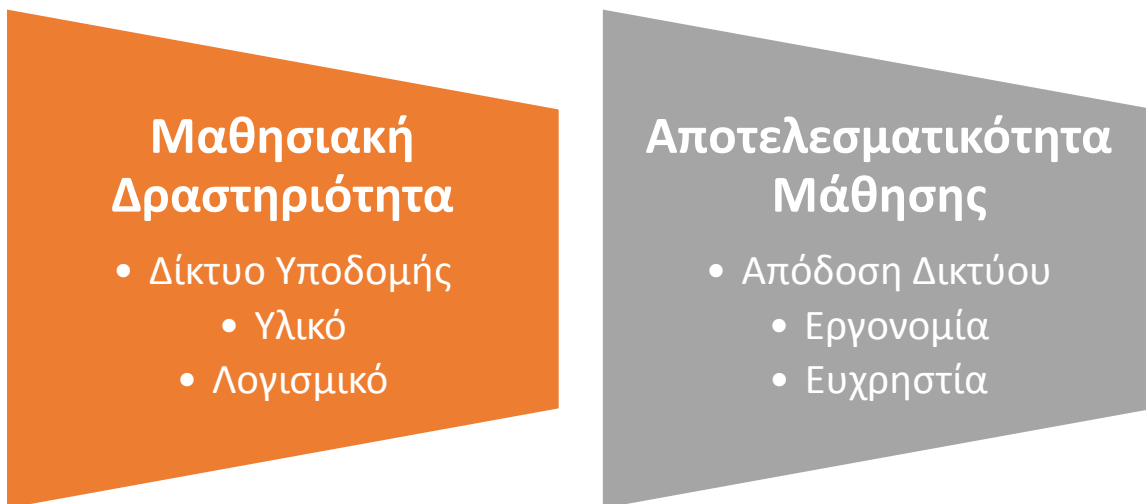 Μαθησιακή
Δραστηριότητα
• Δίκτυο Υποδομής
• Υλικό
• Λογισμικό
Αποτελεσματικότητα
Μάθησης
• Απόδοση Δικτύου
• Εργονομία
• Ευχρηστία